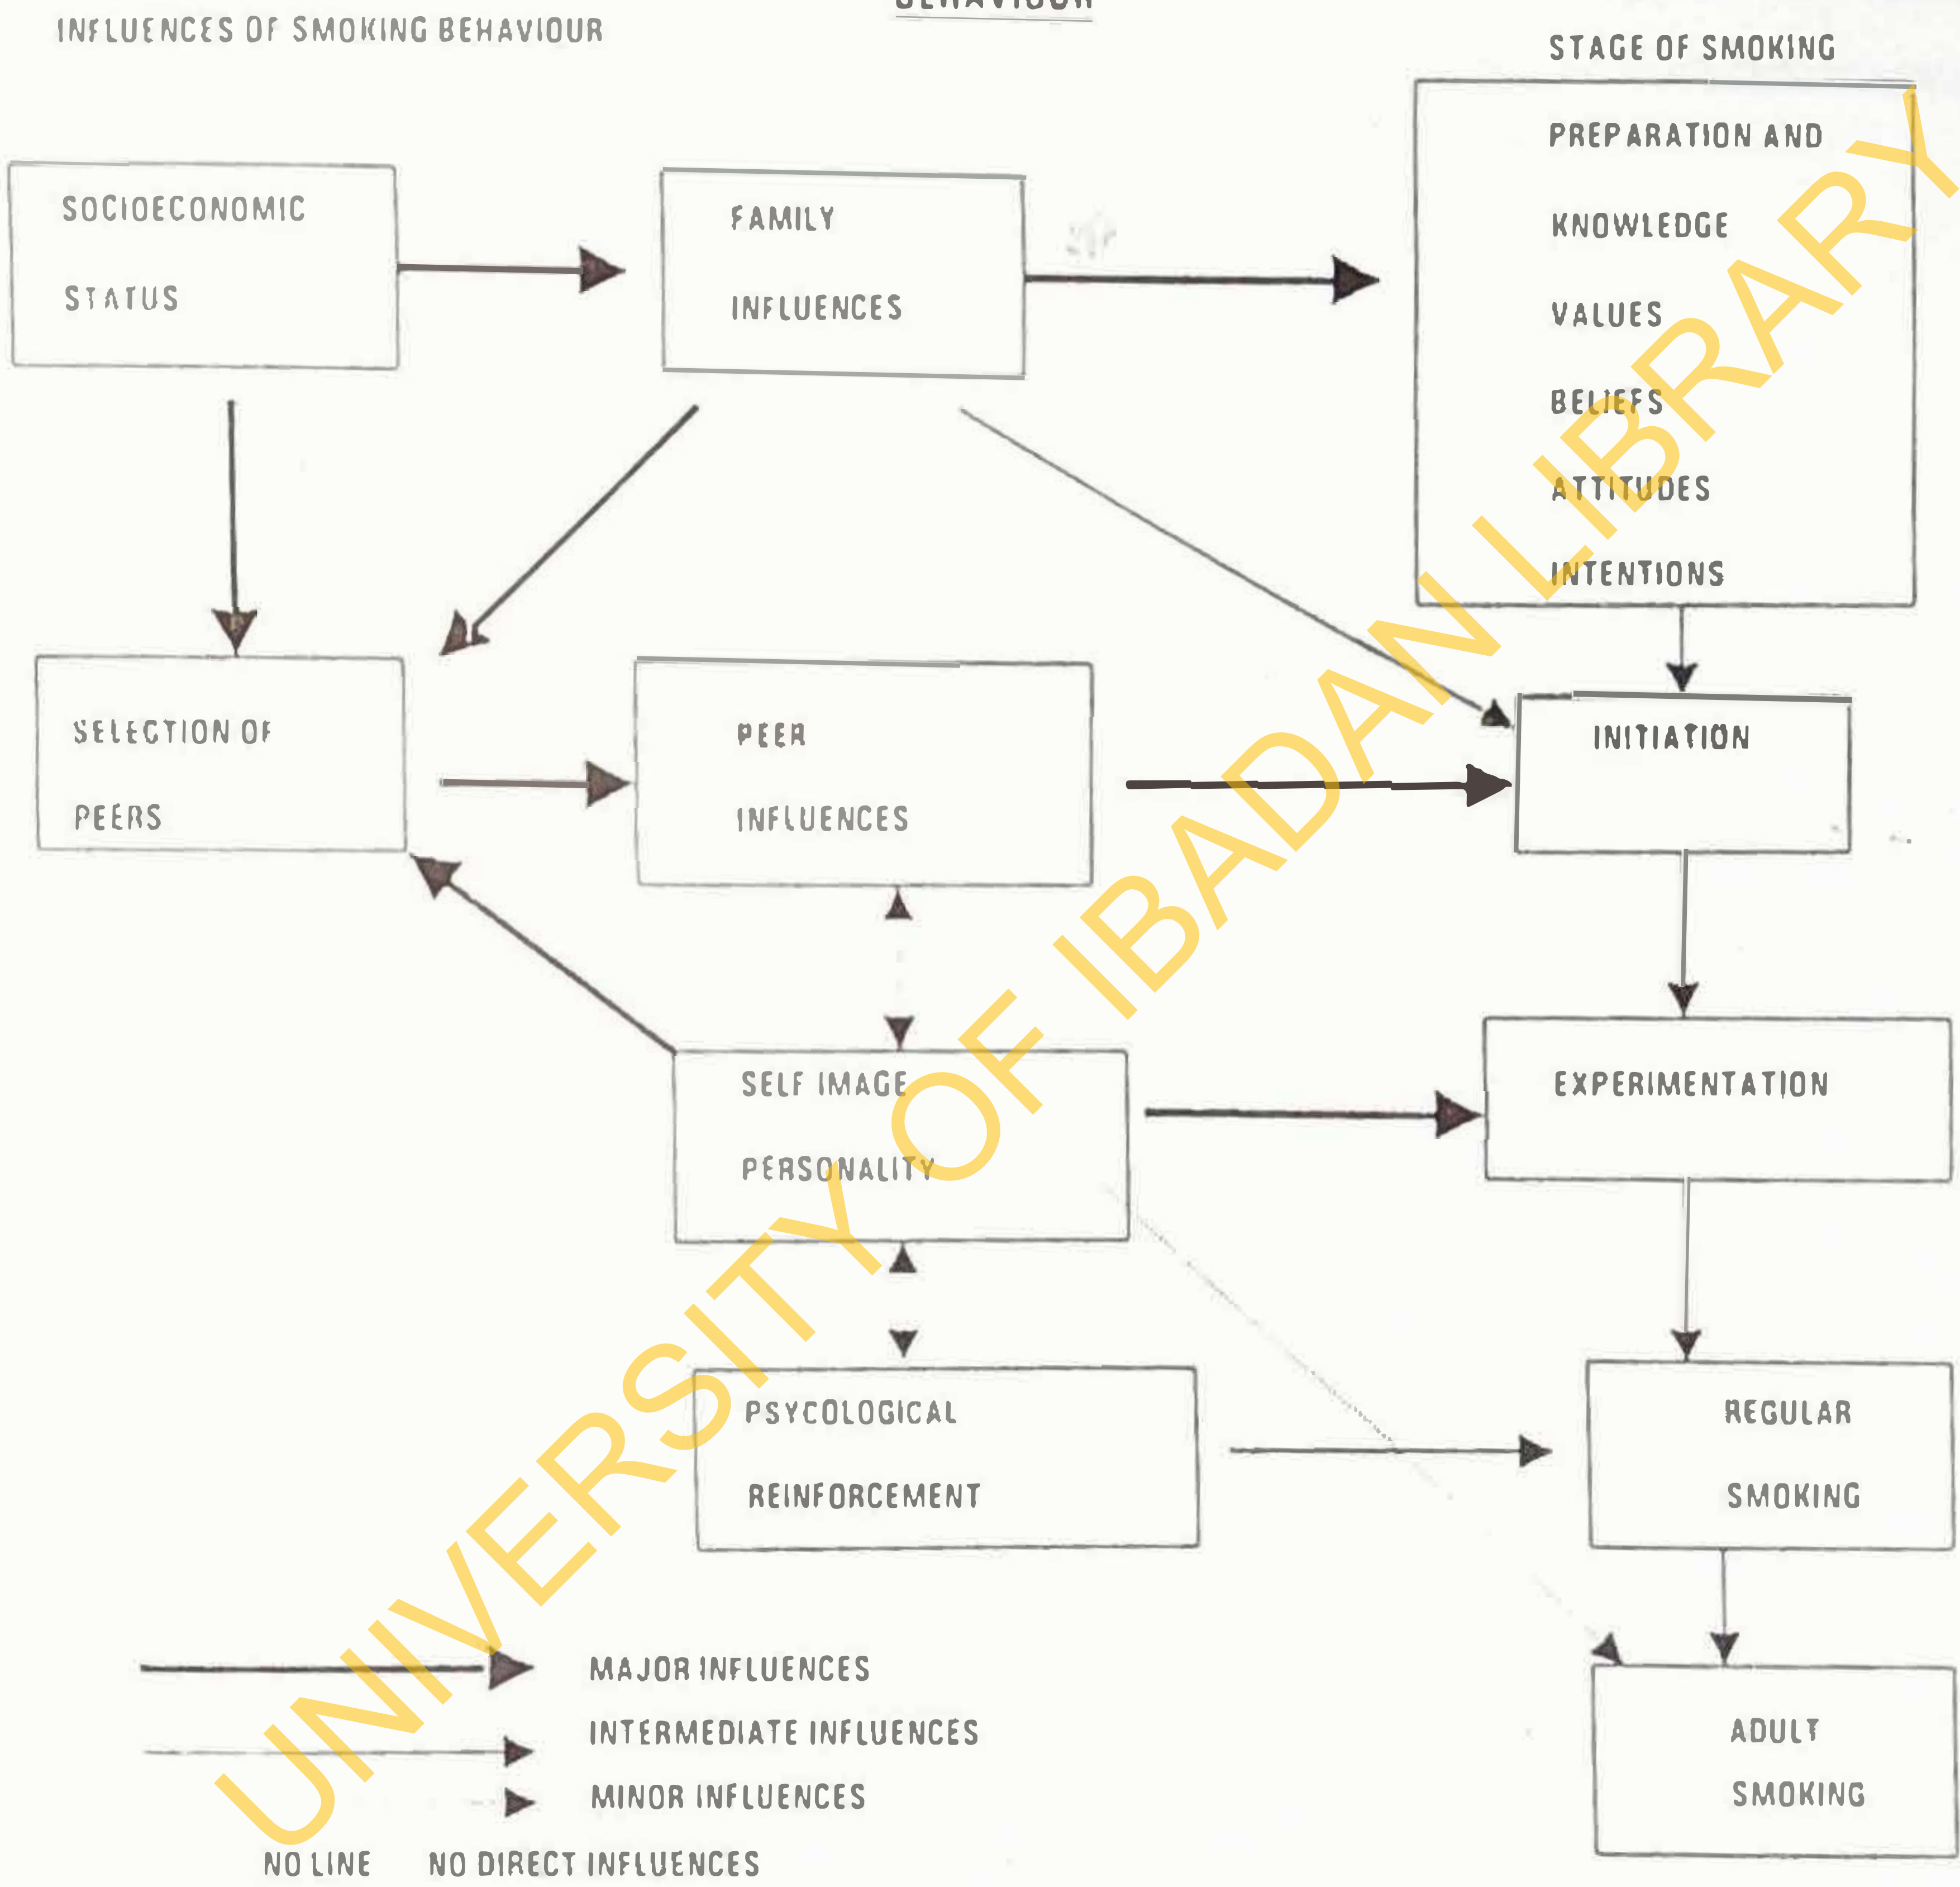 BEHAVIOUR
INFLUENCES OF SMOKING BEHAVIOUR
STAGE OF SMOKING
SOCIOECONOMIC
STATUS
FAMILY
INFLUENCES
PREPARATION AND
KNOWLEDGE
VALUES
BELIEFS
ATTITUDES
INTENTIONS
SELECTION OF
PEERS
PEER
INFLUENCES
INITIATION
SELF IMAGE
PERSONALITY
EXPERIMENTATION
PSYCOLOGICAL
REINFORCEMENT
REGULAR
SMOKING
ADULT
SMOKING
MAJOR INFLUENCES
INTERMEDIATE INFLUENCES
MINOR INFLUENCES
NO LINE NO DIRECT INFLUENCES
UNIVERSITY OF IBADAN LIBRARY